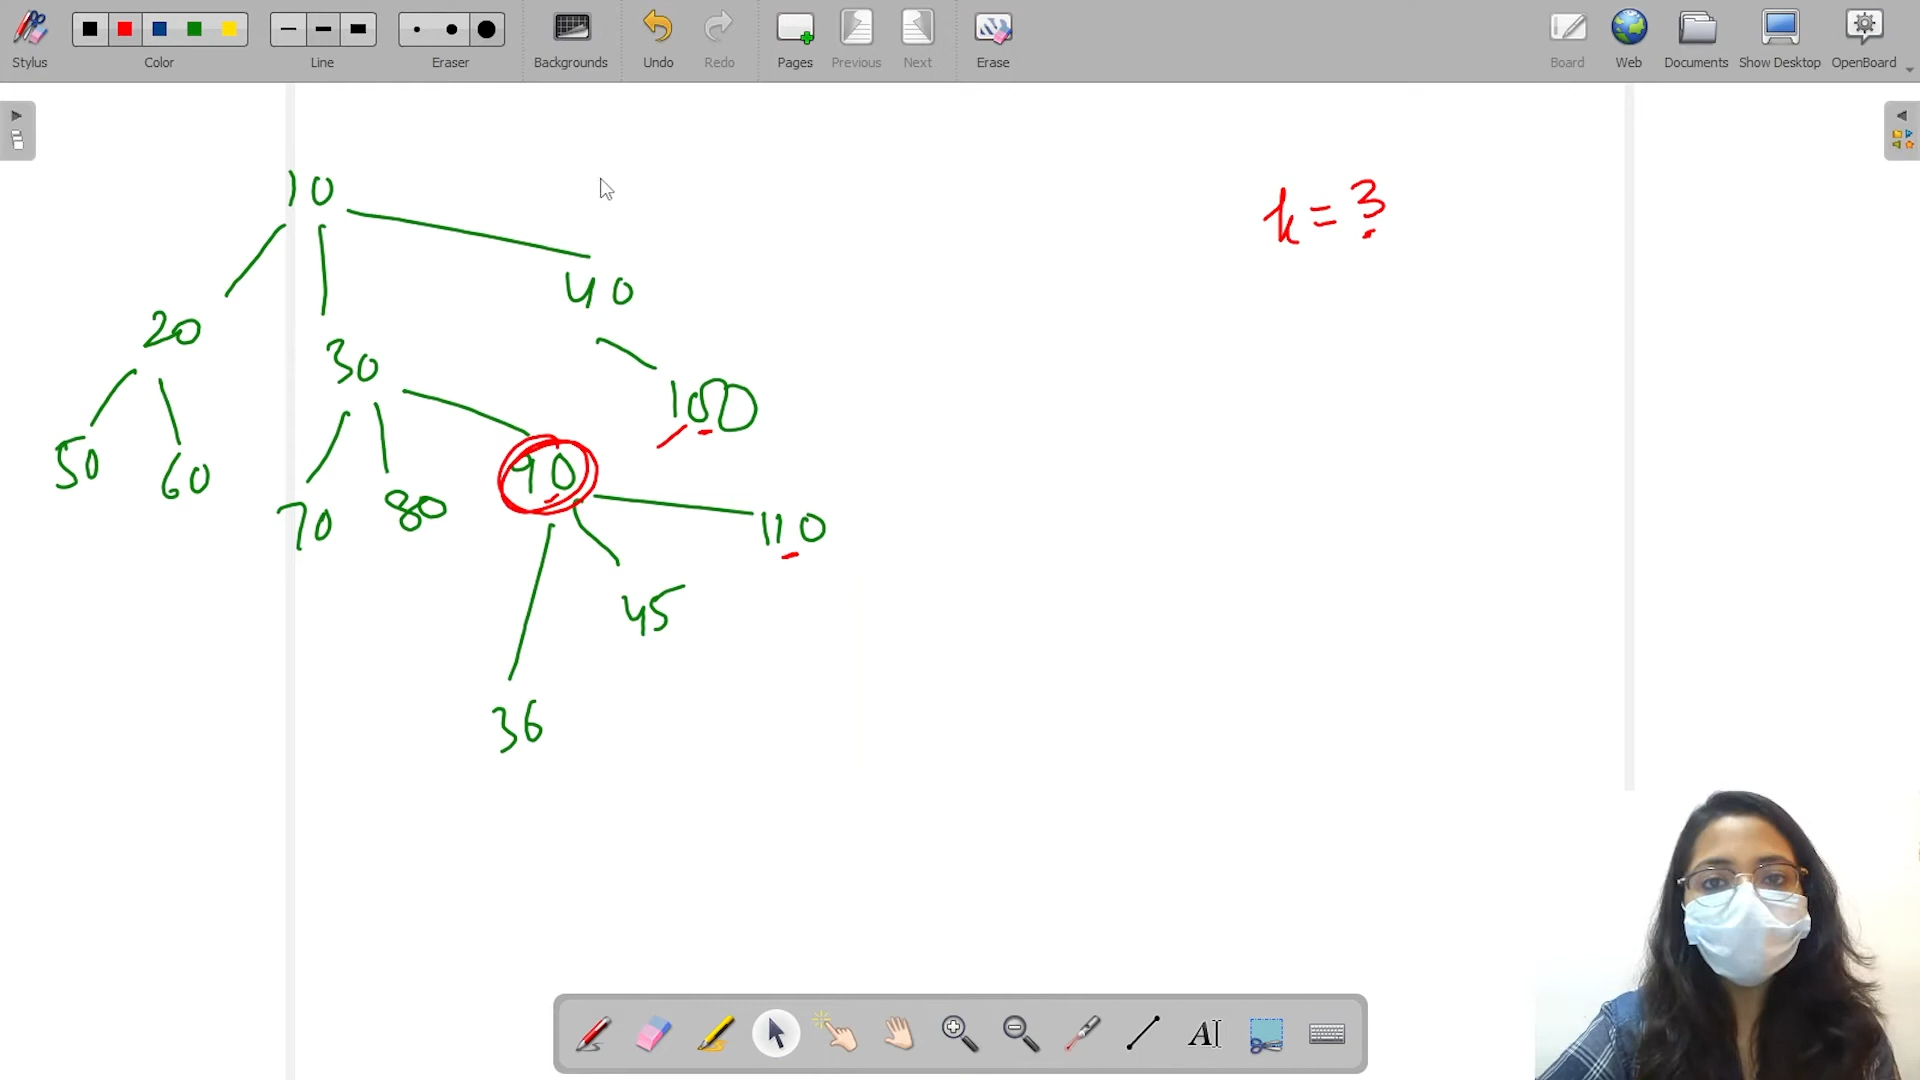 Stylus
Color
Line
Eraser
Backgrounds
Undo
Redo
Pages
Previous
Next
Erase
Board
Web
Documents
Show Desktop
OpenBoard
10
k = 3
40
20
30
100
50
60
90
70
80
110
45
36
A